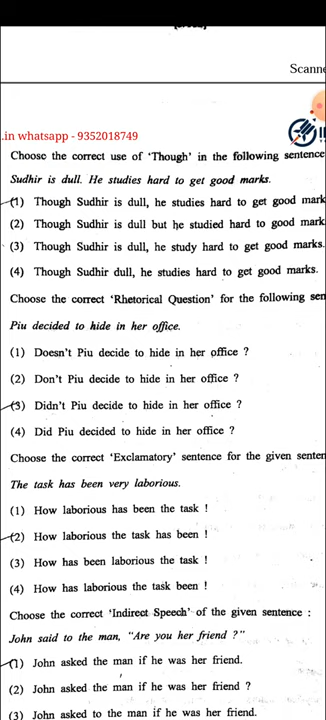 Scanne
.in whatsapp - 9352018749
Choose the correct use of 'Though' in the following sentence
Sudhir is dull. He studies hard to get good marks.
(1) Though Sudhir is dull, he studies hard to get good mark
(2) Though Sudhir is dull but he studied hard to good mark
(3) Though Sudhir is dull, he study hard to get good marks.
(4) Though Sudhir dull, he studies hard to get good marks.
Choose the correct 'Rhetorical Question' for the following sen
Piu decided to hide in her office.
(1) Doesn't Piu decide to hide in her office ?
(2) Don't Piu decide to hide in her office ?
(3) Didn't Piu decide to hide in her office ?
(4) Did Piu decided to hide in her office ?
Choose the correct 'Exclamatory' sentence for the given senten
The task has been very laborious.
(1) How laborious has been the task !
(2) How laborious the task has been !
(3) How has been laborious the task !
(4) How has laborious the task been !
Choose the correct 'Indirect Speech' of the given sentence :
John said to the man, "Are you her friend ?"
(1) John asked the man if he was her friend.
(2) John asked the man if he was her friend ?
(3) John asked to the man if he was her friend.